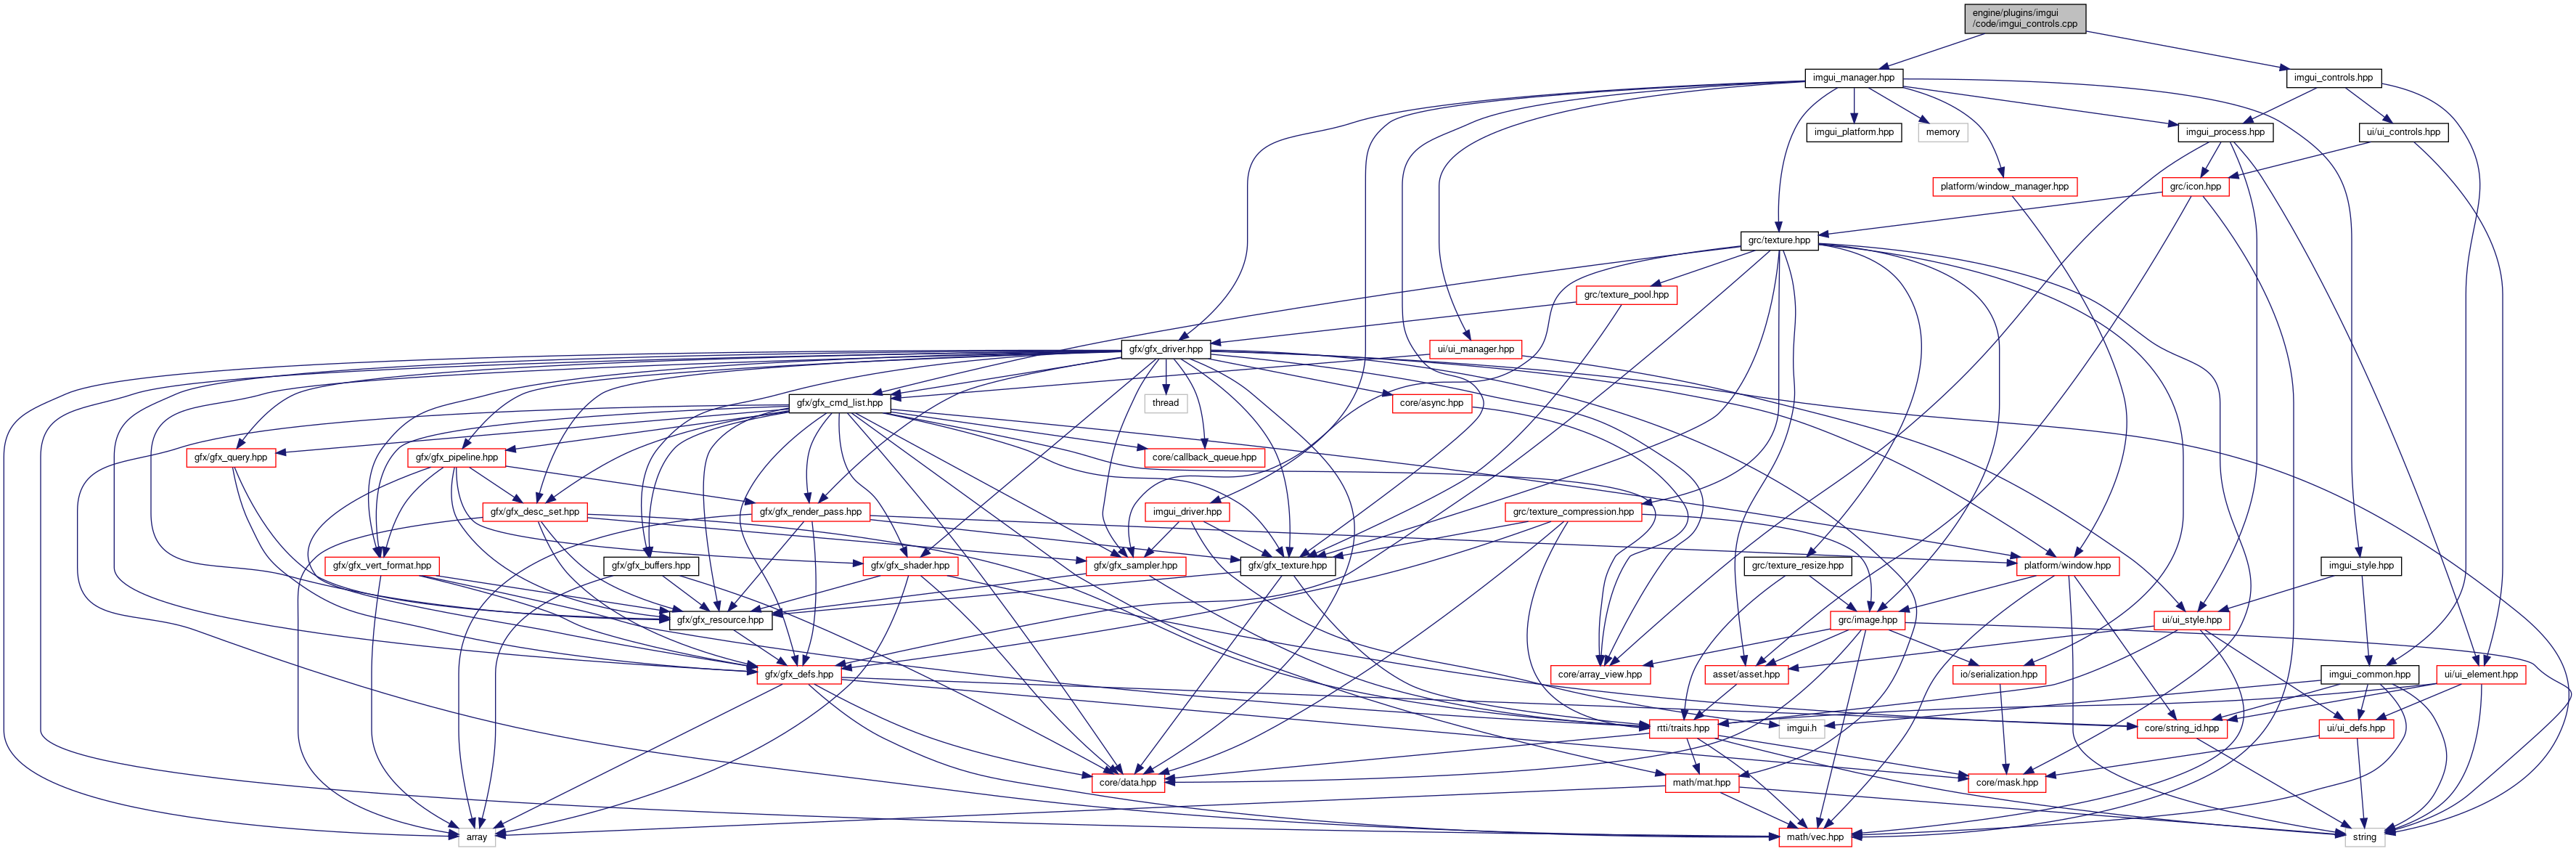 engine/plugins/imgui
/code/imgui_controls.cpp
imgui_manager.hpp
imgui_controls.hpp
imgui_platform.hpp
memory
imgui_process.hpp
ui/ui_controls.hpp
platform/window_manager.hpp
grc/icon.hpp
grc/texture.hpp
grc/texture_pool.hpp
gfx/gfx_driver.hpp
ui/ui_manager.hpp
gfx/gfx_cmd_list.hpp
thread
core/async.hpp
gfx/gfx_query.hpp
gfx/gfx_pipeline.hpp
core/callback_queue.hpp
gfx/gfx_desc_set.hpp
gfx/gfx_render_pass.hpp
imgui_driver.hpp
grc/texture_compression.hpp
gfx/gfx_vert_format.hpp
gfx/gfx_buffers.hpp
gfx/gfx_shader.hpp
gfx/gfx_sampler.hpp
gfx/gfx_texture.hpp
grc/texture_resize.hpp
platform/window.hpp
imgui_style.hpp
gfx/gfx_resource.hpp
grc/image.hpp
ui/ui_style.hpp
gfx/gfx_defs.hpp
core/array_view.hpp
asset/asset.hpp
io/serialization.hpp
imgui_common.hpp
ui/ui_element.hpp
rtti/traits.hpp
imgui.h
core/string_id.hpp
ui/ui_defs.hpp
core/data.hpp
math/mat.hpp
core/mask.hpp
array
math/vec.hpp
string